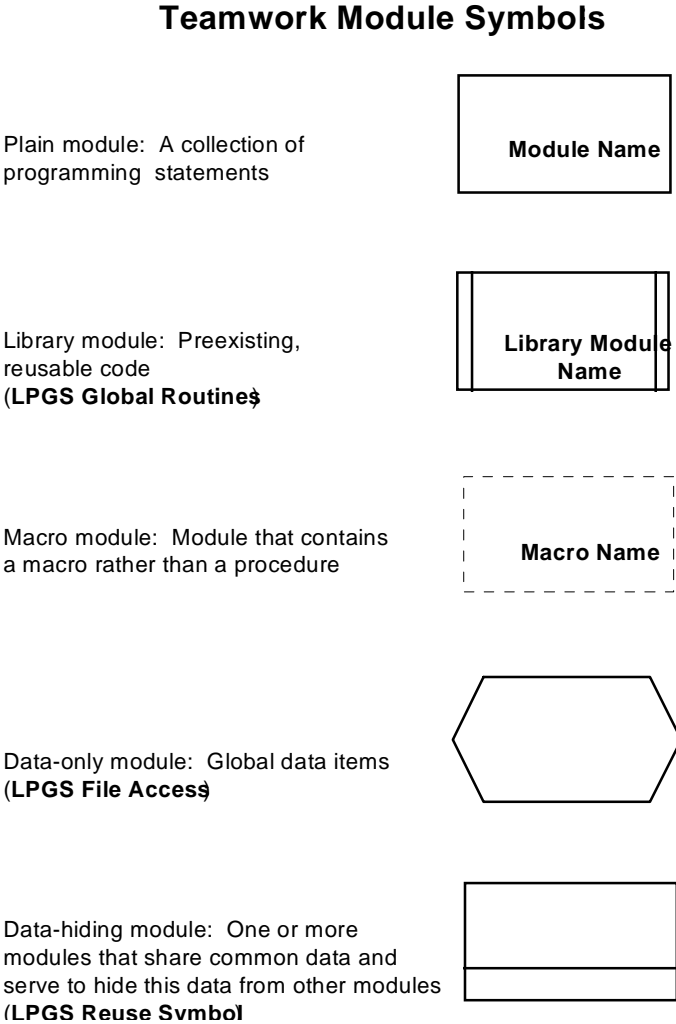 Teamwork Module Symbols
Plain module: A collection of
programming statements
Module Name
Library module: Preexisting,
reusable code
(LPGS Global Routines)
Library Module
Name
Macro module: Module that contains
a macro rather than a procedure
Macro Name
Data-only module: Global data items
(LPGS File Access)
Data-hiding module: One or more
modules that share common data and
serve to hide this data from other modules
(LPGS Reuse Symbol)